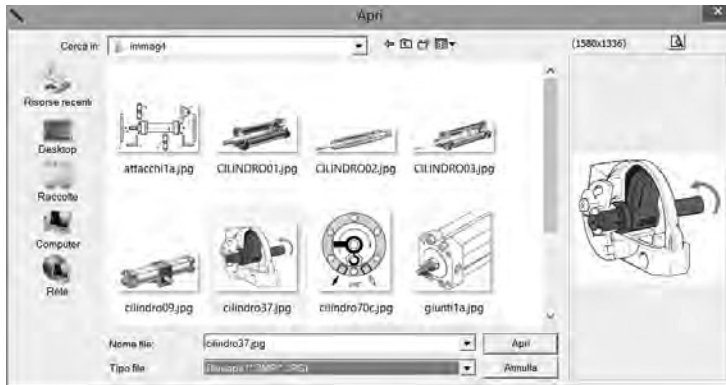 Apri
Cerca in:
immag4
(1580x1336)
Risorse recenti
Desktop
Raccolte
Computer
Rete
attacchi1a.jpg
CILINDRO01.jpg
CILINDRO02.jpg
CILINDRO03.jpg
cilindro09.jpg
cilindro37.jpg
cilindro70c.jpg
giunti1a.jpg
Nome file:
cilindro37.jpg
Apri
Tipo file
Annulla